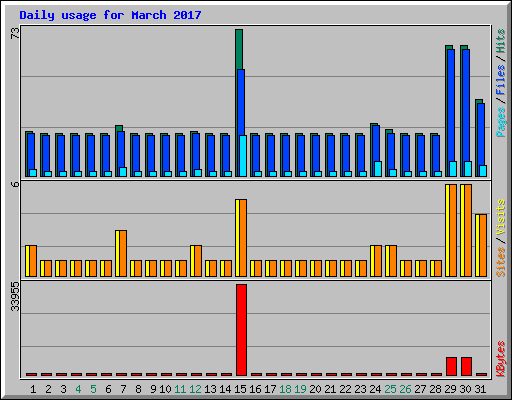 Daily usage for March 2017
73
Pages / Files / Hits
6
Sites / Visits
33955
KBytes
1 2 3 4 5 6 7 8 9 10 11 12 13 14 15 16 17 18 19 20 21 22 23 24 25 26 27 28 29 30 31